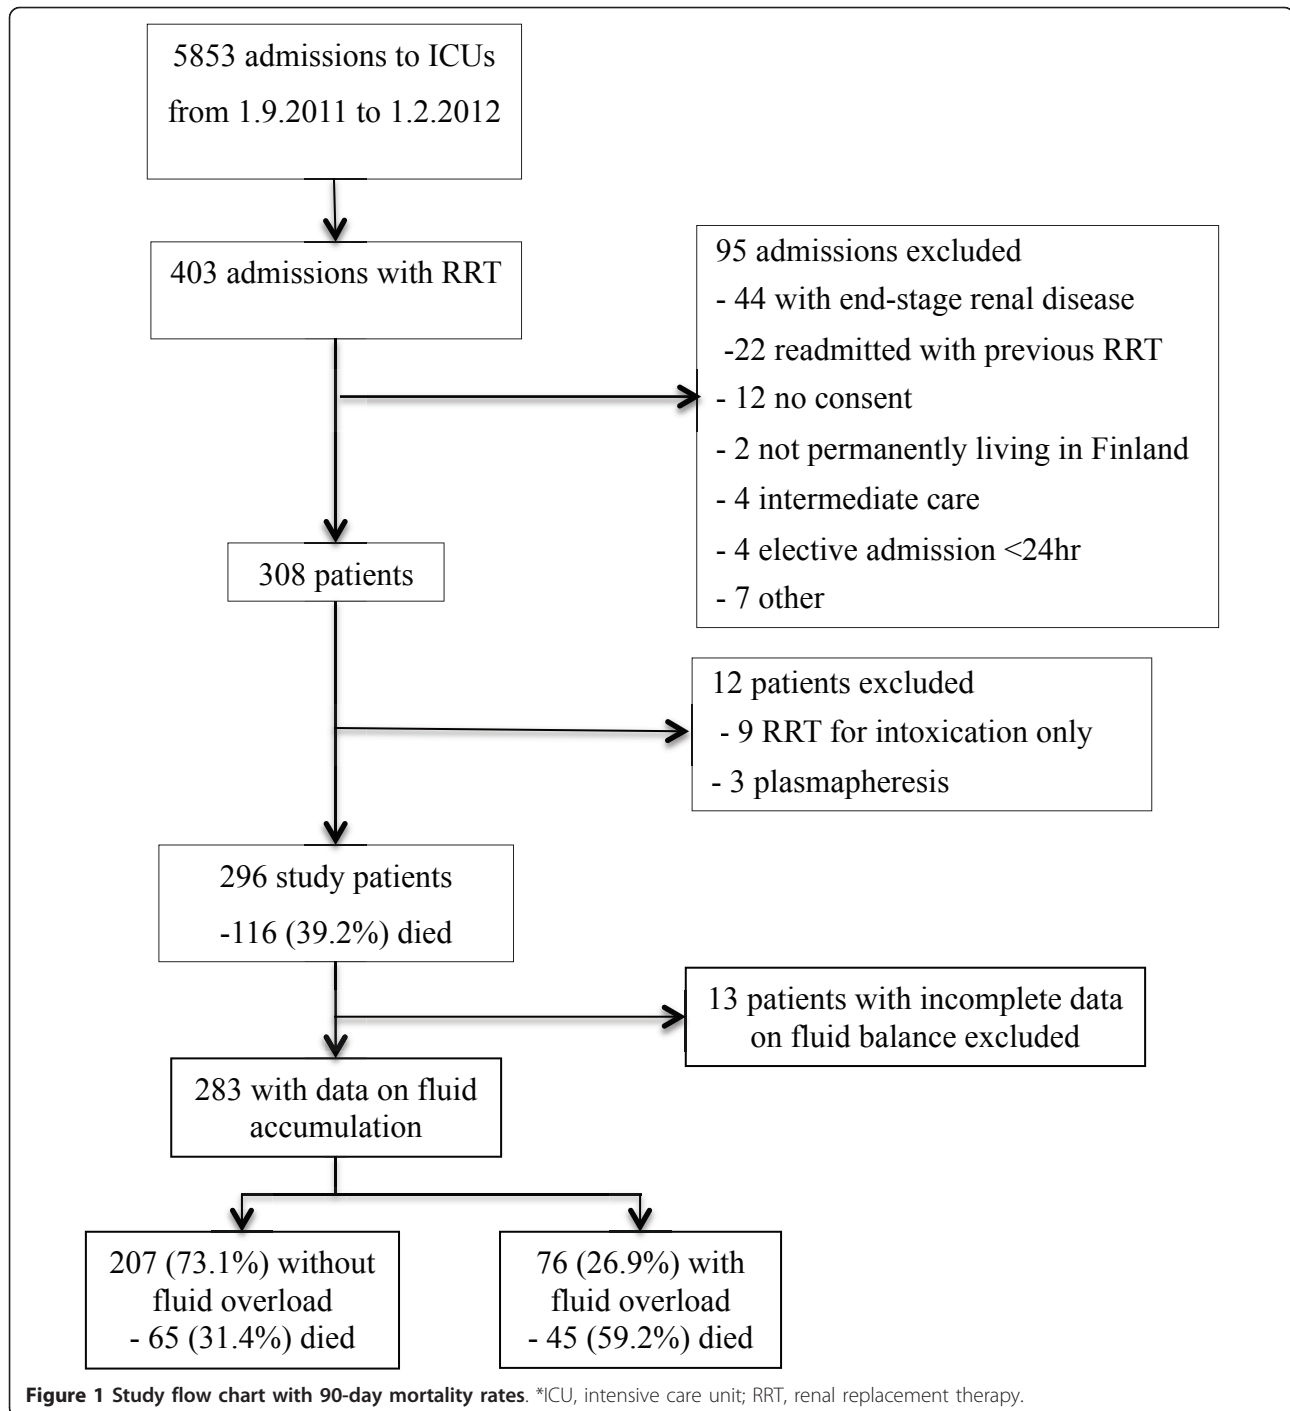 5853 admissions to ICUs
from 1.9.2011 to 1.2.2012
403 admissions with RRT
95 admissions excluded
- 44 with end-stage renal disease
-22 readmitted with previous RRT
- 12 no consent
- 2 not permanently living in Finland
- 4 intermediate care
- 4 elective admission <24hr
- 7 other
308 patients
12 patients excluded
- 9 RRT for intoxication only
- 3 plasmapheresis
296 study patients
-116 (39.2%) died
13 patients with incomplete data
on fluid balance excluded
283 with data on fluid
accumulation
207 (73.1%) without
fluid overload
- 65 (31.4%) died
76 (26.9%) with
fluid overload
- 45 (59.2%) died
Figure 1 Study flow chart with 90-day mortality rates. *ICU, intensive care unit; RRT, renal replacement therapy.